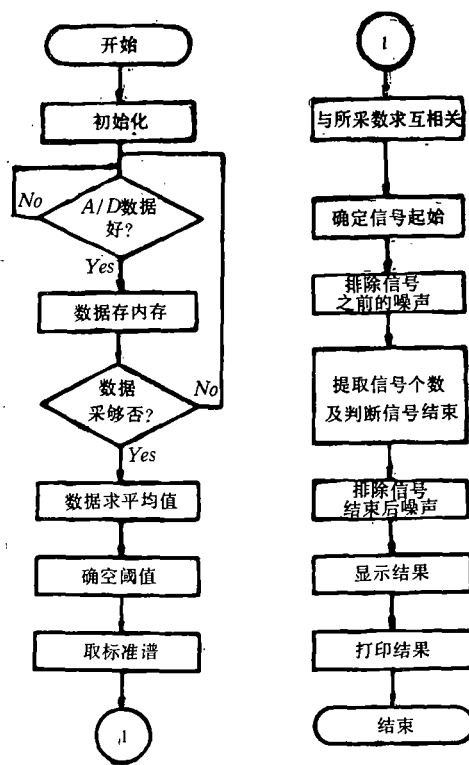 开始
初始化
No
A/D数据
好?
Yes
数据存内存
数据
采够否?
No
Yes
数据求平均值
确空阈值
取标准谱
1
1
与所采数求互相关
确定信号起始
排除信号
之前的噪声
提取信号个数
及判断信号结束
排除信号
结束后噪声
显示结果
打印结果
结束